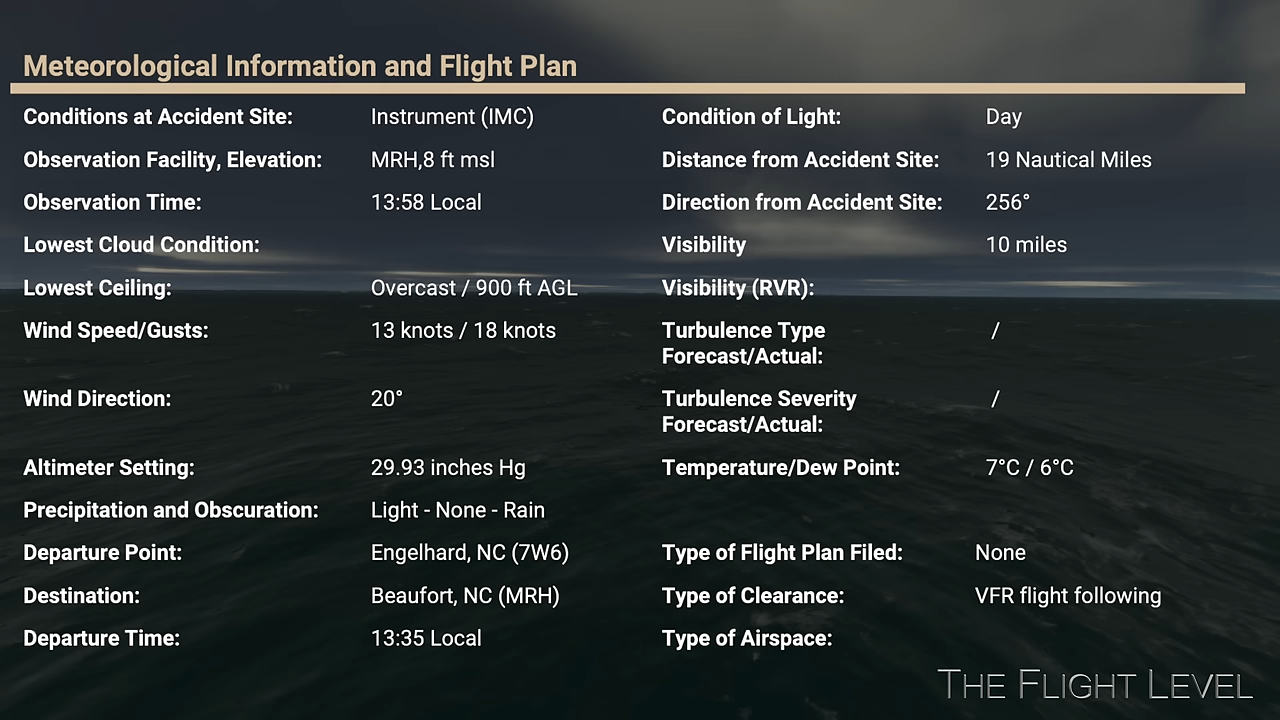 Meteorological Information and Flight Plan
Conditions at Accident Site: Instrument (IMC) Condition of Light: Day
Observation Facility, Elevation: MRH,8 ft msl Distance from Accident Site: 19 Nautical Miles
Observation Time: 13:58 Local Direction from Accident Site: 256°
Lowest Cloud Condition: Visibility 10 miles
Lowest Ceiling: Overcast / 900 ft AGL Visibility (RVR):
Wind Speed/Gusts: 13 knots / 18 knots Turbulence Type /
Forecast/Actual:
Wind Direction: 20° Turbulence Severity /
Forecast/Actual:
Altimeter Setting: 29.93 inches Hg Temperature/Dew Point: 7°C / 6°C
Precipitation and Obscuration: Light - None - Rain
Departure Point: Engelhard, NC (7W6) Type of Flight Plan Filed: None
Destination: Beaufort, NC (MRH) Type of Clearance: VFR flight following
Departure Time: 13:35 Local Type of Airspace:
THE FLIGHT LEVEL